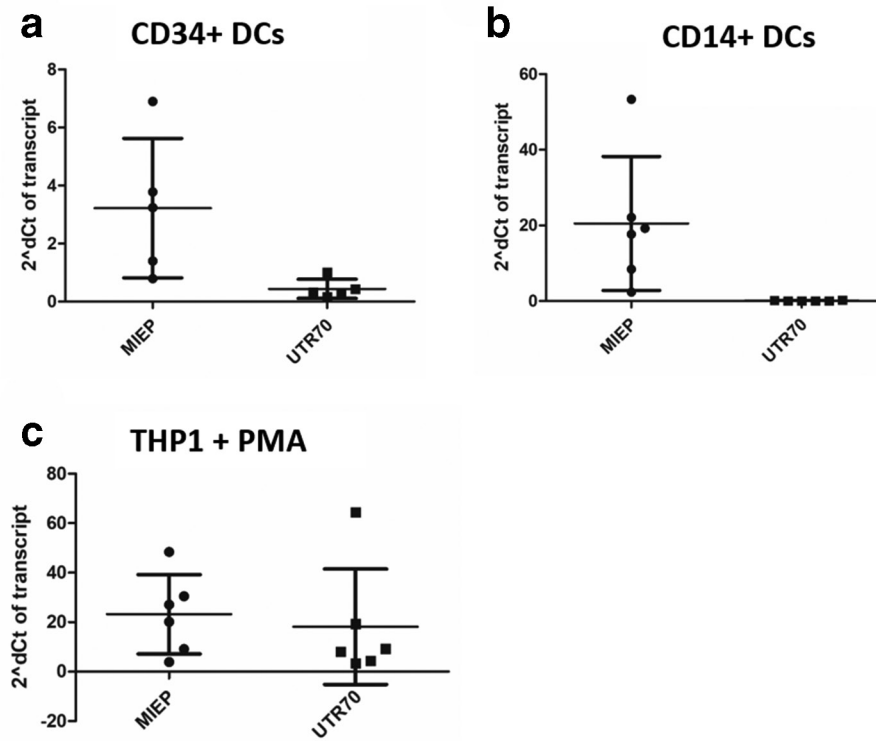 a
CD34+ DCs
2^dCt of transcript
8
6
4
2
0
MIEP
UTR70
b
CD14+ DCs
2^dCt of transcript
60
40
20
0
MIEP
UTR70
c
THP1 + PMA
2^dCt of transcript
80
60
40
20
0
-20
MIEP
UTR70